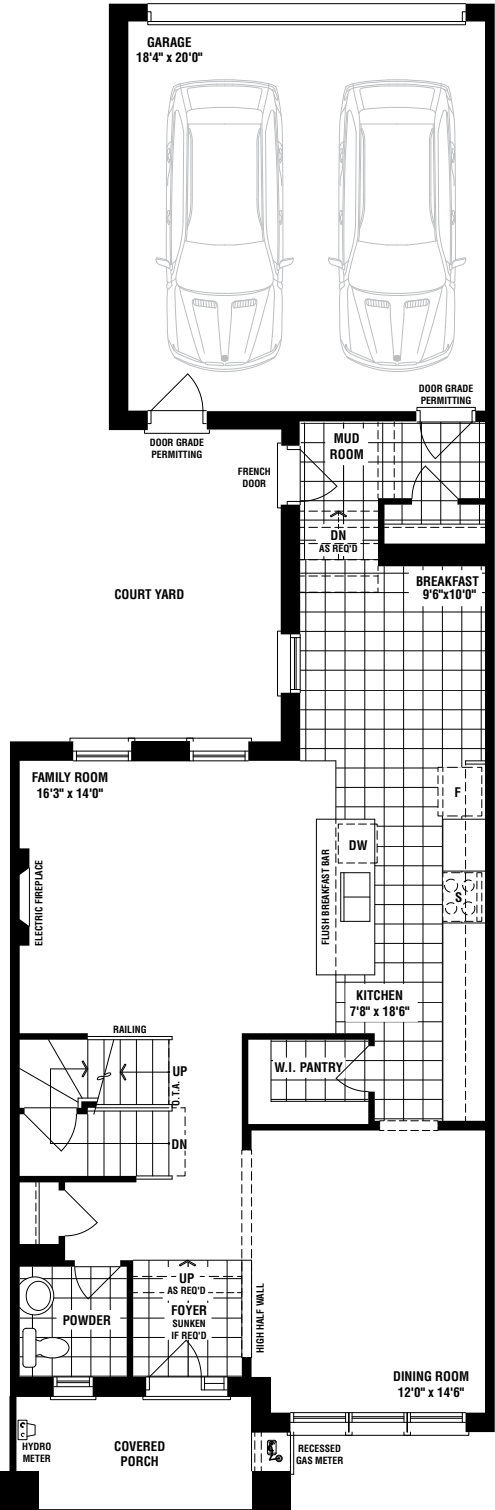 GARAGE
18'4" x 20'0"
DOOR GRADE
PERMITTING
DOOR GRADE
PERMITTING
MUD
ROOM
FRENCH
DOOR
DN
AS REQ'D
COURT YARD
BREAKFAST
9'6"x10'0"
FAMILY ROOM
16'3" x 14'0"
F
DW
ELECTRIC FIREPLACE
FLUSH BREAKFAST BAR
S
KITCHEN
7'8" x 18'6"
RAILING
W.I. PANTRY
UP
O.T.A.
DN
UP
AS REQ'D
FOYER
SUNKEN
IF REQ'D
POWDER
HIGH HALF WALL
DINING ROOM
12'0" x 14'6"
HYDRO
METER
COVERED
PORCH
RECESSED
GAS METER